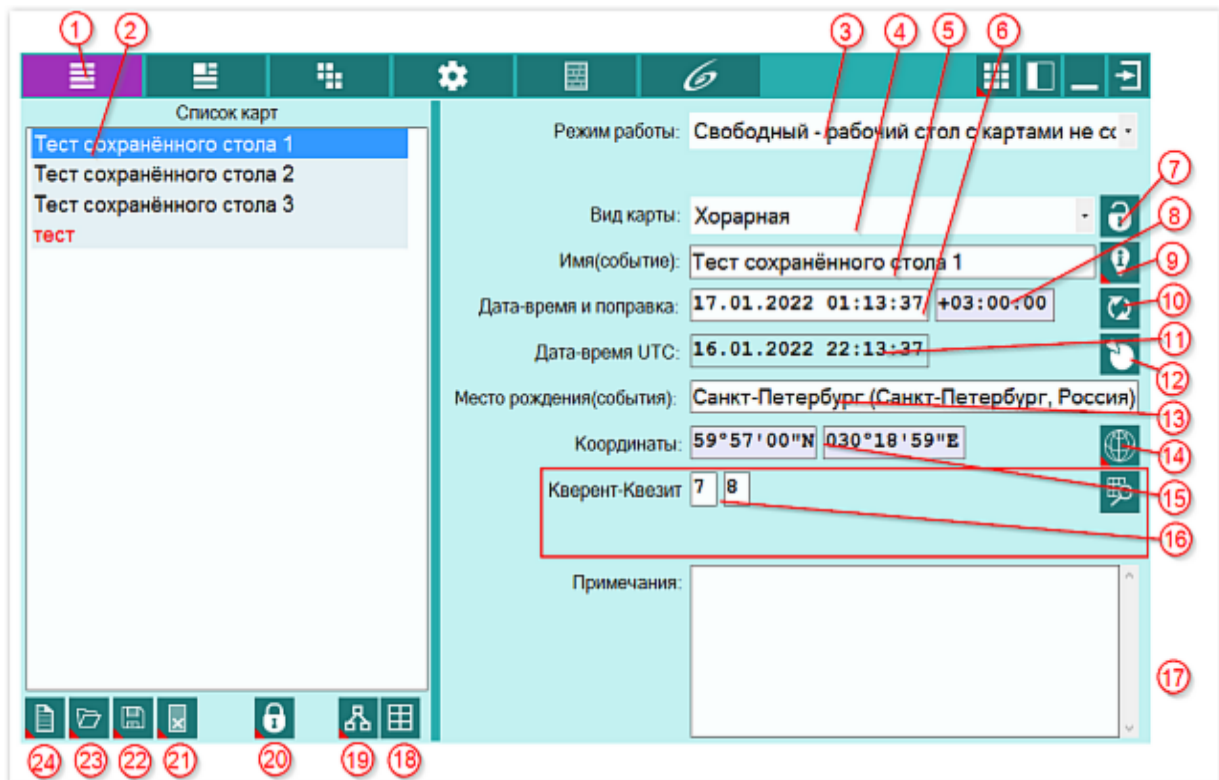 1 2 3 4 5 6
Список карт
Тест сохранённого стола 1
Тест сохранённого стола 2
Тест сохранённого стола 3
тест
Режим работы: Свободный - рабочий стол с картами не сс
7
Вид карты: Хорарная
8
Имя(событие): Тест сохранённого стола 1
9
Дата-время и поправка: 17.01.2022 01:13:37 +03:00:00
10
Дата-время UTC: 16.01.2022 22:13:37
11
12
Место рождения(события): Санкт-Петербург (Санкт-Петербург, Россия)
13
Координаты: 59°57'00"N 030°18'59"E
14
Кверент-Квезит 7 8
15
16
Примечания:
17
24 23 22 21 20 19 18